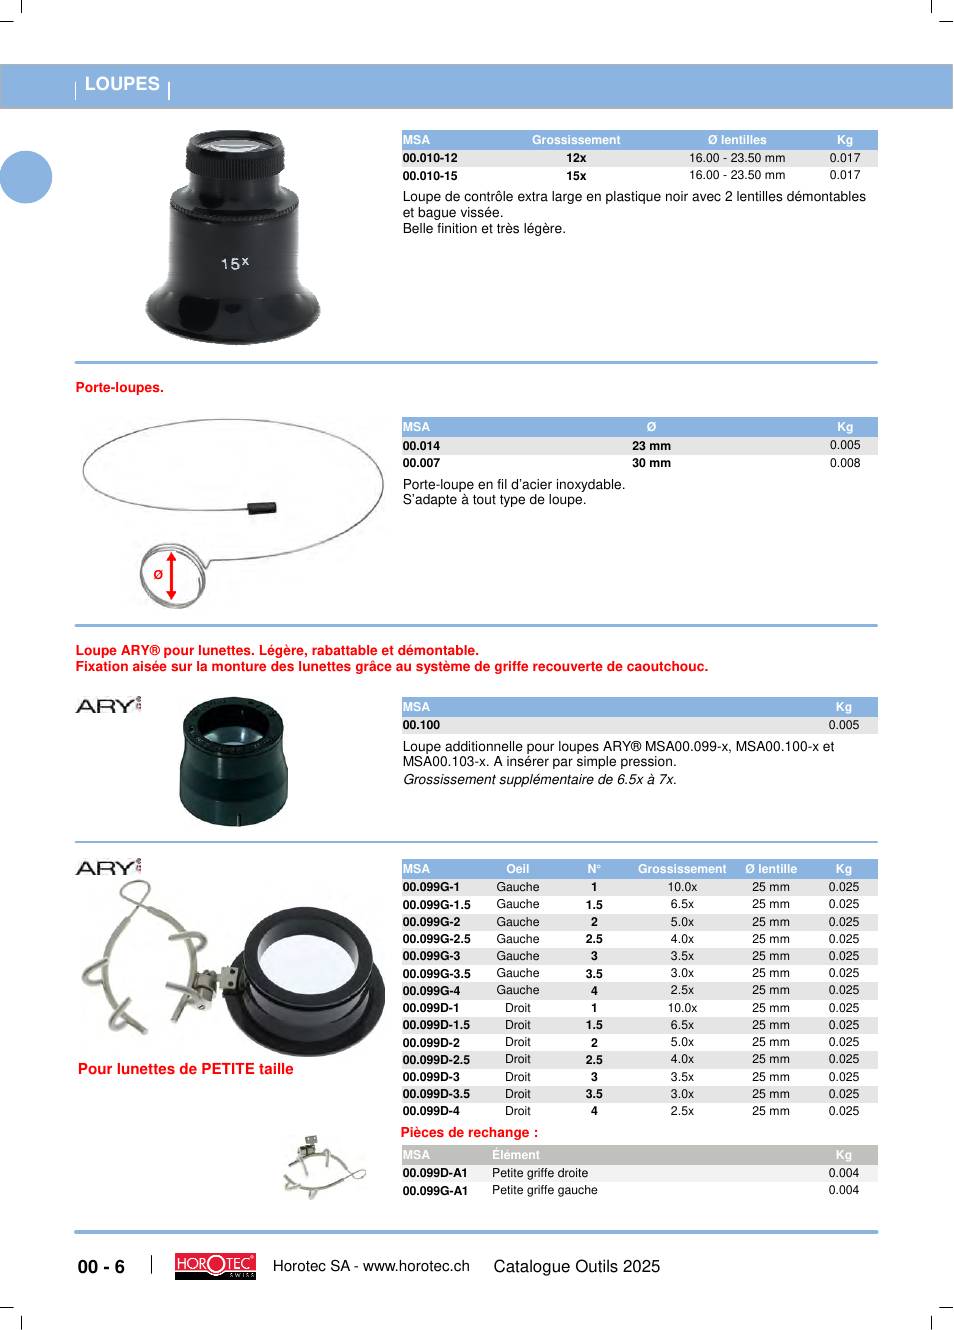 LOUPES
15x
MSA Grossissement Ø lentilles Kg
00.010-12 12x 16.00 - 23.50 mm 0.017
00.010-15 15x 16.00 - 23.50 mm 0.017
Loupe de contrôle extra large en plastique noir avec 2 lentilles démontables
et bague vissée.
Belle finition et très légère.
Porte-loupes.
Ø
MSA Ø Kg
00.014 23 mm 0.005
00.007 30 mm 0.008
Porte-loupe en fil d'acier inoxydable.
S'adapte à tout type de loupe.
Loupe ARY® pour lunettes. Légère, rabattable et démontable.
Fixation aisée sur la monture des lunettes grâce au système de griffe recouverte de caoutchouc.
ARY
MSA Kg
00.100 0.005
Loupe additionnelle pour loupes ARY® MSA00.099-x, MSA00.100-x et
MSA00.103-x. A insérer par simple pression.
Grossissement supplémentaire de 6.5x à 7x.
ARY
Pour lunettes de PETITE taille
MSA Oeil N° Grossissement Ø lentille Kg
00.099G-1 Gauche 1 10.0x 25 mm 0.025
00.099G-1.5 Gauche 1.5 6.5x 25 mm 0.025
00.099G-2 Gauche 2 5.0x 25 mm 0.025
00.099G-2.5 Gauche 2.5 4.0x 25 mm 0.025
00.099G-3 Gauche 3 3.5x 25 mm 0.025
00.099G-3.5 Gauche 3.5 3.0x 25 mm 0.025
00.099G-4 Gauche 4 2.5x 25 mm 0.025
00.099D-1 Droit 1 10.0x 25 mm 0.025
00.099D-1.5 Droit 1.5 6.5x 25 mm 0.025
00.099D-2 Droit 2 5.0x 25 mm 0.025
00.099D-2.5 Droit 2.5 4.0x 25 mm 0.025
00.099D-3 Droit 3 3.5x 25 mm 0.025
00.099D-3.5 Droit 3.5 3.0x 25 mm 0.025
00.099D-4 Droit 4 2.5x 25 mm 0.025
Pièces de rechange :
MSA Élément Kg
00.099D-A1 Petite griffe droite 0.004
00.099G-A1 Petite griffe gauche 0.004
00 - 6 HOROTEC® SWISS Horotec SA - www.horotec.ch Catalogue Outils 2025